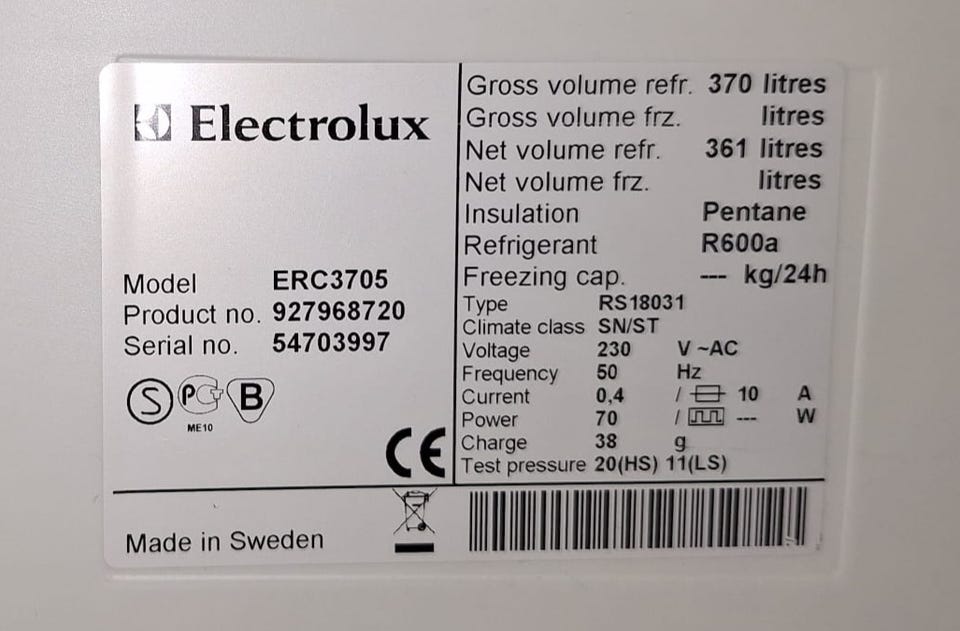 Electrolux
Model ERC3705
Product no. 927968720
Serial no. 54703997
S PG B
ME10
CE
Made in Sweden
Gross volume refr. 370 litres
Gross volume frz. litres
Net volume refr. 361 litres
Net volume frz. litres
Insulation Pentane
Refrigerant R600a
Freezing cap. --- kg/24h
Type RS18031
Climate class SN/ST
Voltage 230 V ~AC
Frequency 50 Hz
Current 0,4 / 10 A
Power 70 / --- W
Charge 38 g
Test pressure 20(HS) 11(LS)